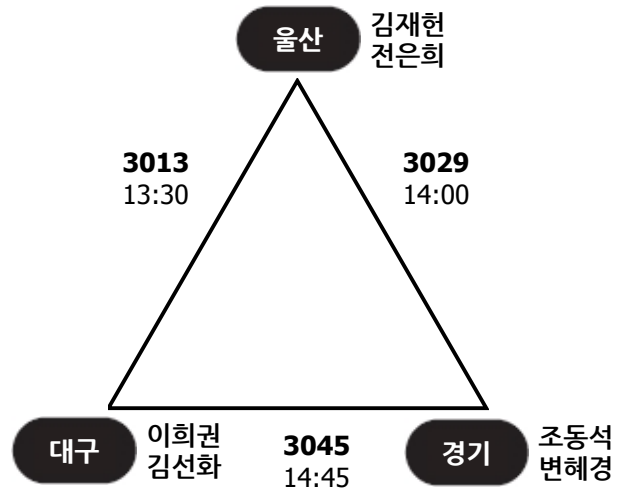 울산
김재헌
전은희
3013
13:30
3029
14:00
대구
이희권
김선화
3045
14:45
경기
조동석
변혜경